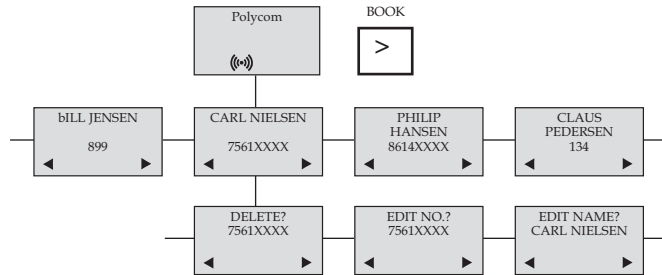 Polycom
BOOK
>
bILL JENSEN
899
CARL NIELSEN
7561XXXX
PHILIP
HANSEN
8614XXXX
CLAUS
PEDERSEN
134
DELETE?
7561XXXX
EDIT NO.?
7561XXXX
EDIT NAME?
CARL NIELSEN